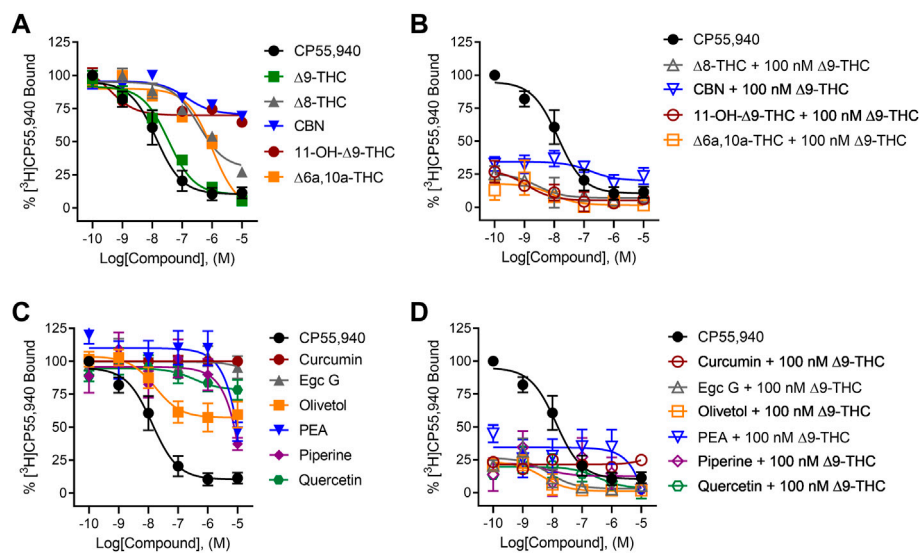 A
% [³H]CP55,940 Bound
125
100
75
50
25
0
-10 -9 -8 -7 -6 -5
Log[Compound], (M)
CP55,940
Δ9-THC
Δ8-THC
CBN
11-OH-Δ9-THC
Δ6a,10a-THC
B
% [³H]CP55,940 Bound
125
100
75
50
25
0
-10 -9 -8 -7 -6 -5
Log[Compound], (M)
CP55,940
Δ8-THC + 100 nM Δ9-THC
CBN + 100 nM Δ9-THC
11-OH-Δ9-THC + 100 nM Δ9-THC
Δ6a,10a-THC + 100 nM Δ9-THC
C
% [³H]CP55,940 Bound
125
100
75
50
25
0
-10 -9 -8 -7 -6 -5
Log[Compound], (M)
CP55,940
Curcumin
Egc G
Olivetol
PEA
Piperine
Quercetin
D
% [³H]CP55,940 Bound
125
100
75
50
25
0
-10 -9 -8 -7 -6 -5
Log[Compound], (M)
CP55,940
Curcumin + 100 nM Δ9-THC
Egc G + 100 nM Δ9-THC
Olivetol + 100 nM Δ9-THC
PEA + 100 nM Δ9-THC
Piperine + 100 nM Δ9-THC
Quercetin + 100 nM Δ9-THC